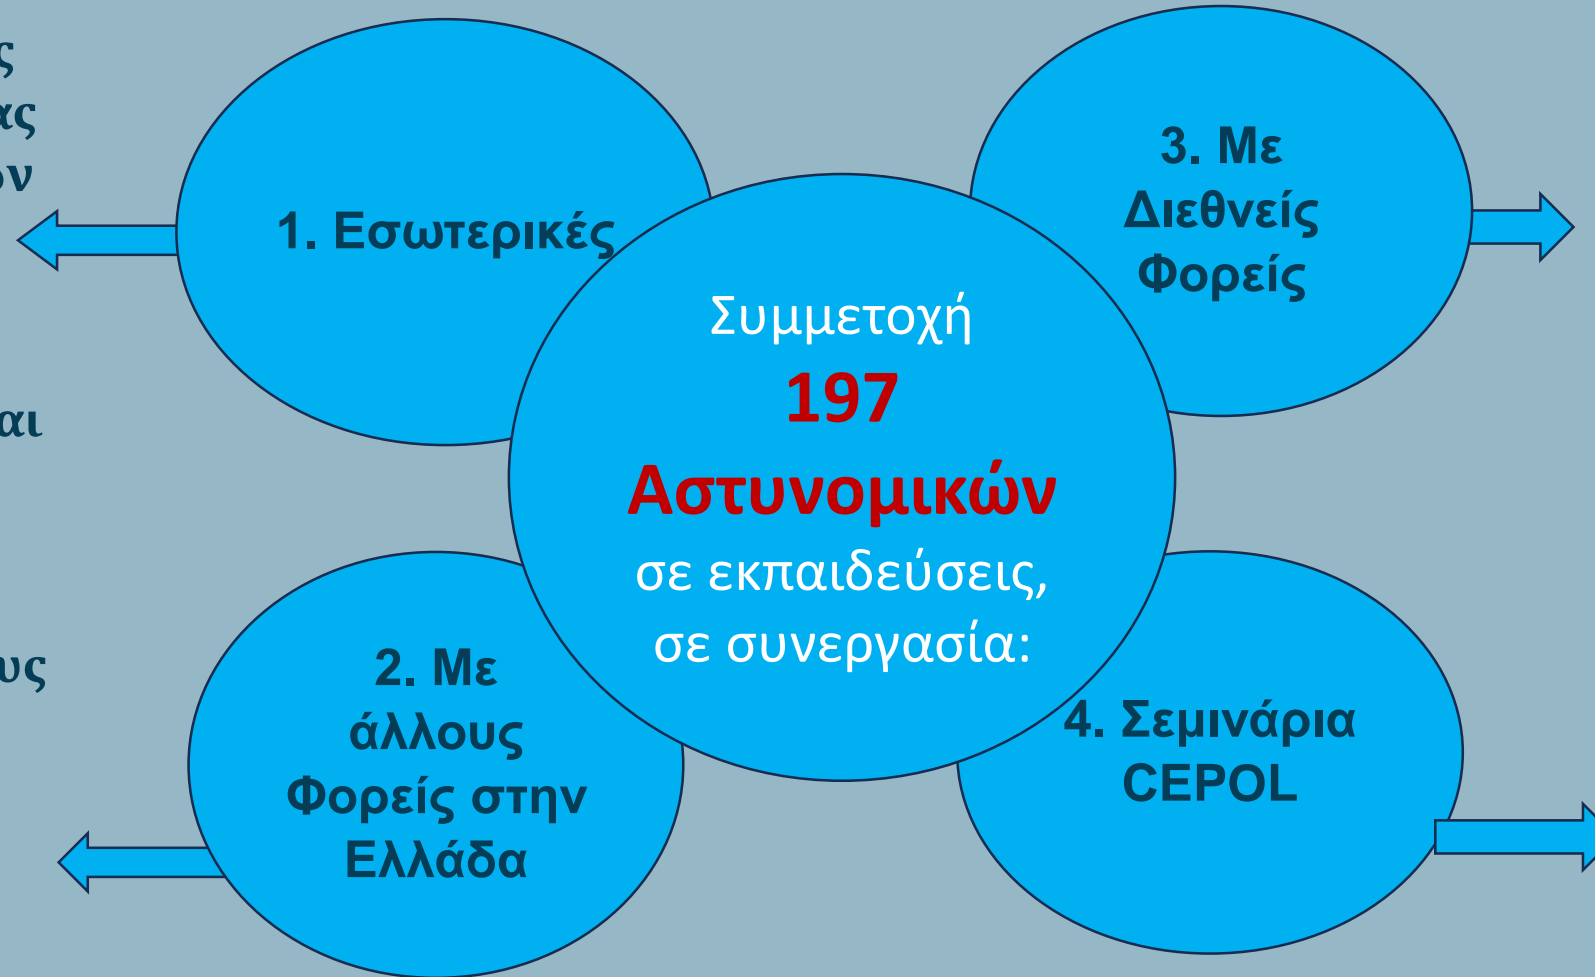 1. Εσωτερικές
2. Με
άλλους
Φορείς στην
Ελλάδα
3. Με
Διεθνείς
Φορείς
4. Σεμινάρια
CEPOL
Συμμετοχή
197
Αστυνομικών
σε εκπαιδεύσεις,
σε συνεργασία: